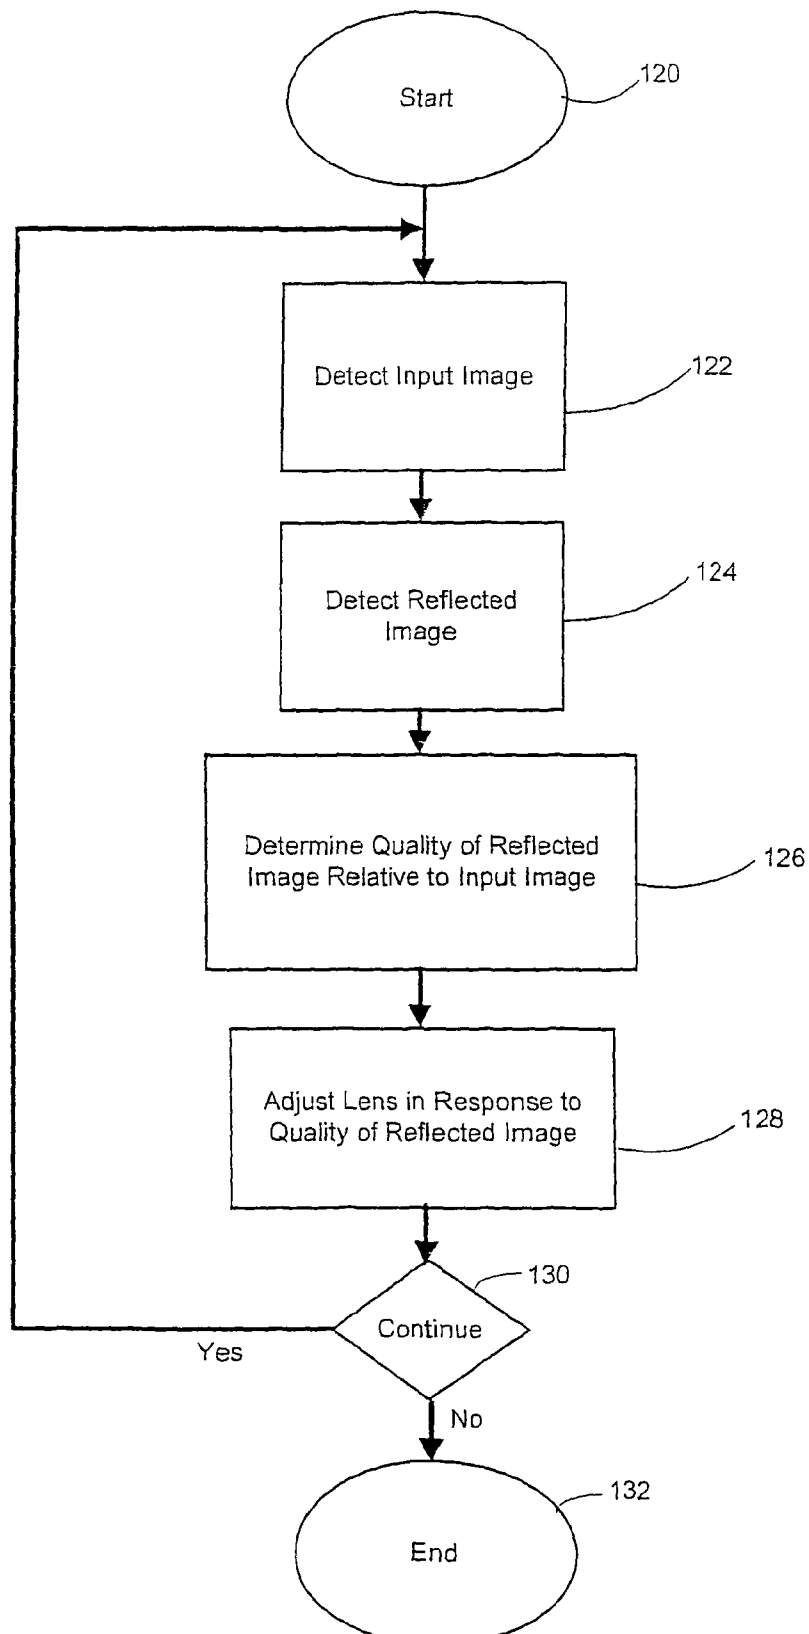 Start
120
Detect Input Image
122
Detect Reflected
Image
124
Determine Quality of Reflected
Image Relative to Input Image
126
Adjust Lens in Response to
Quality of Reflected Image
128
130
Continue
Yes
No
132
End